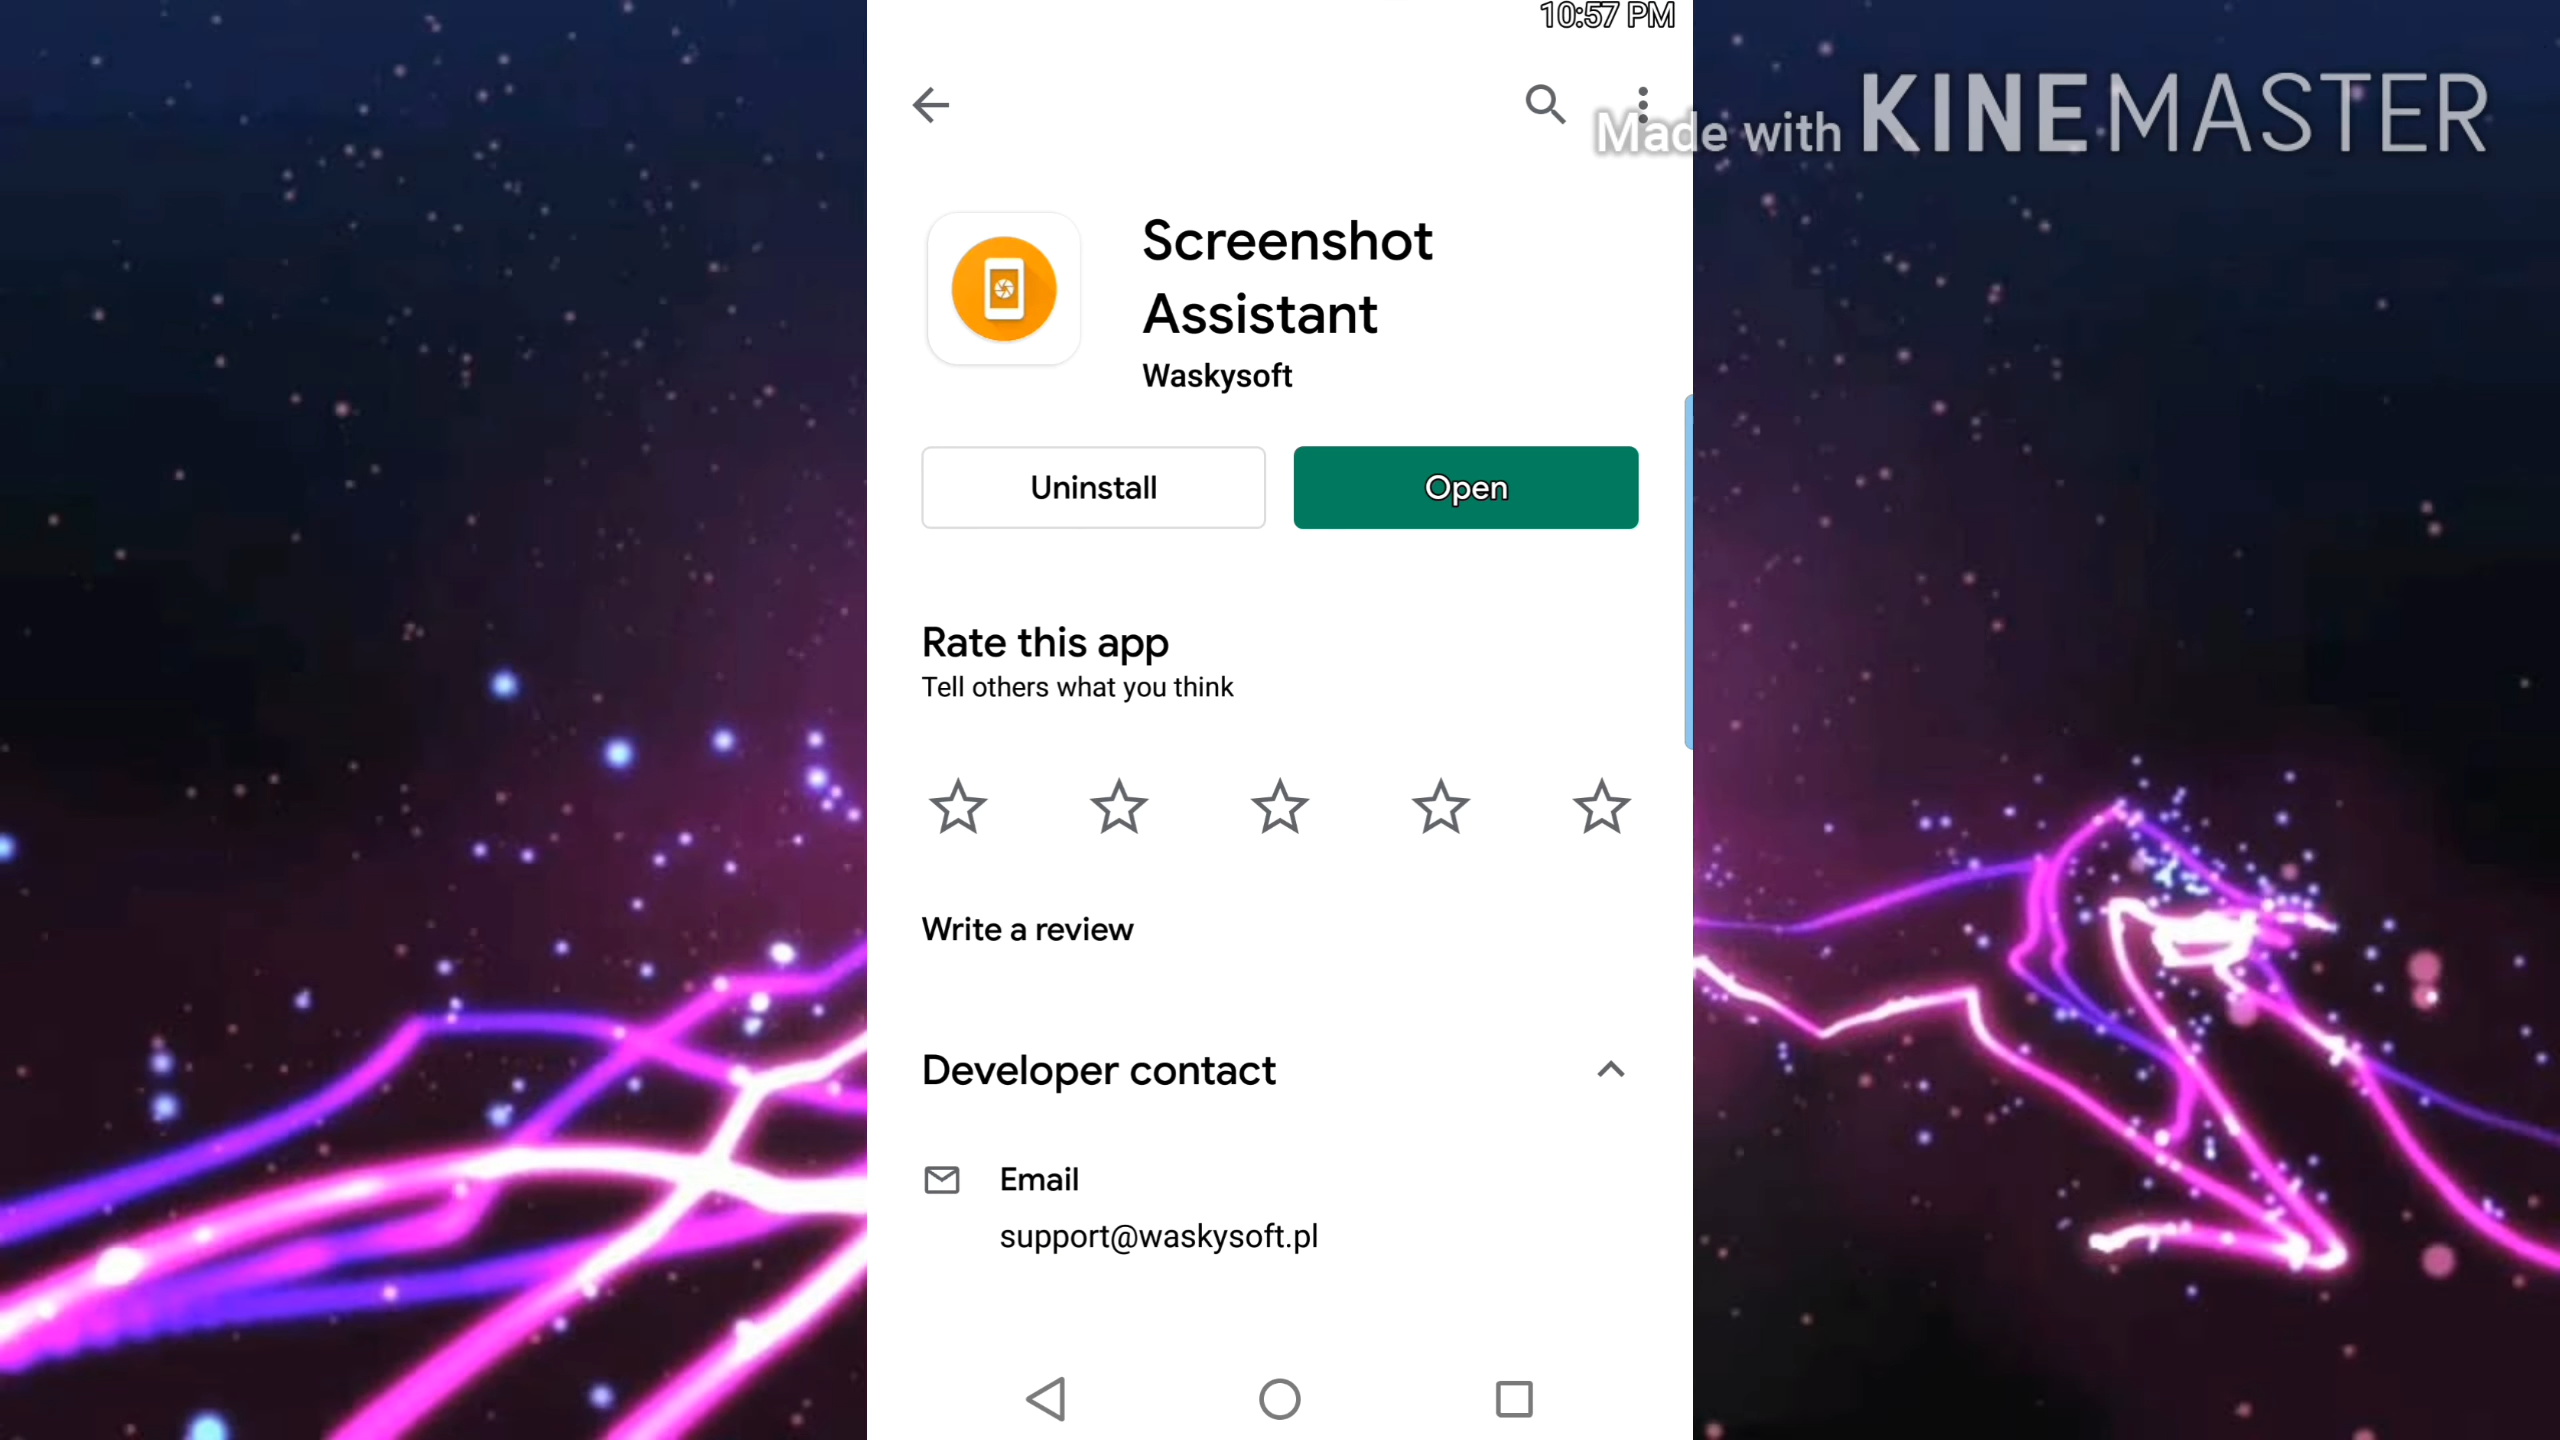 10:57 PM
Made with KINEMASTER
Screenshot
Assistant
Waskysoft
Uninstall
Open
Rate this app
Tell others what you think
Write a review
Developer contact
Email
support@waskysoft.pl